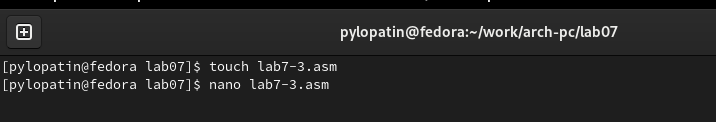 pylopatin@fedora:~/work/arch-pc/lab07
[pylopatin@fedora lab07]$ touch lab7-3.asm
[pylopatin@fedora lab07]$ nano lab7-3.asm